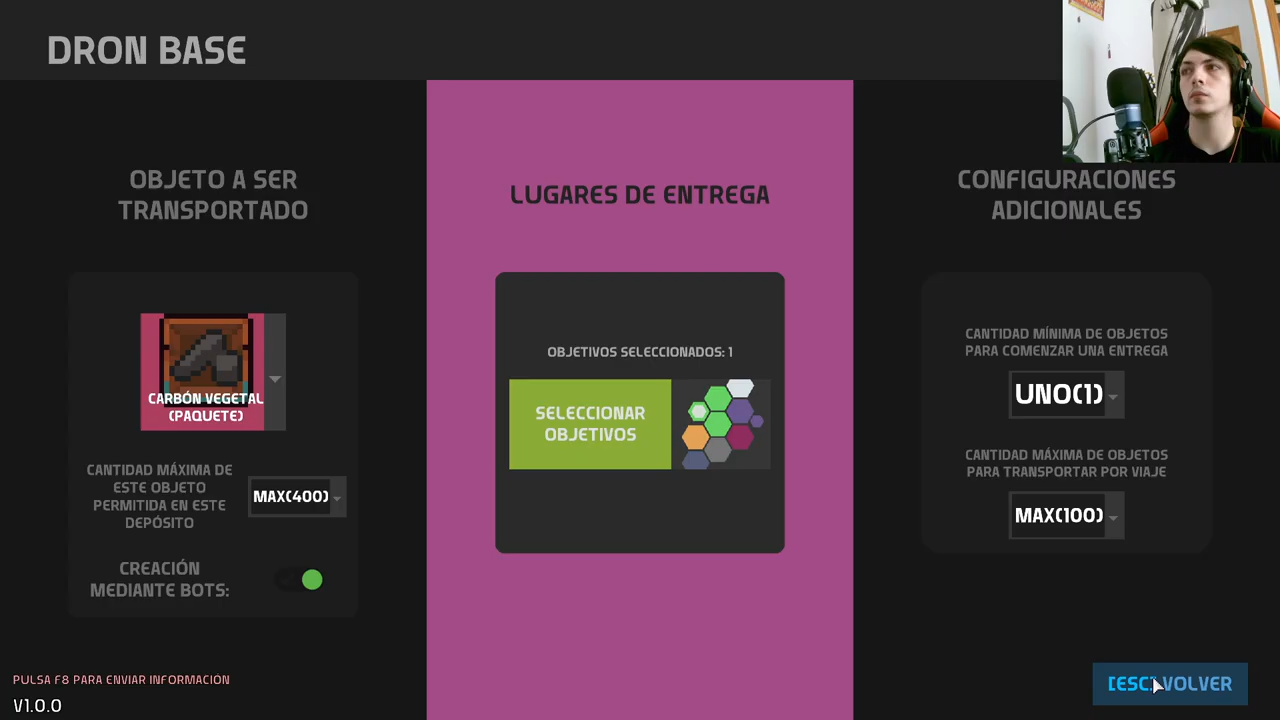 DRON BASE
OBJETO A SER
TRANSPORTADO
CARBÓN VEGETAL
(PAQUETE)
CANTIDAD MÁXIMA DE
ESTE OBJETO
PERMITIDA EN ESTE
DEPÓSITO
MAX(400)
CREACIÓN
MEDIANTE BOTS:
LUGARES DE ENTREGA
OBJETIVOS SELECCIONADOS: 1
SELECCIONAR
OBJETIVOS
CONFIGURACIONES
ADICIONALES
CANTIDAD MÍNIMA DE OBJETOS
PARA COMENZAR UNA ENTREGA
UNO(1)
CANTIDAD MÁXIMA DE OBJETOS
PARA TRANSPORTAR POR VIAJE
MAX(100)
PULSA F8 PARA ENVIAR INFORMACIÓN
V1.0.0
[ESC] VOLVER